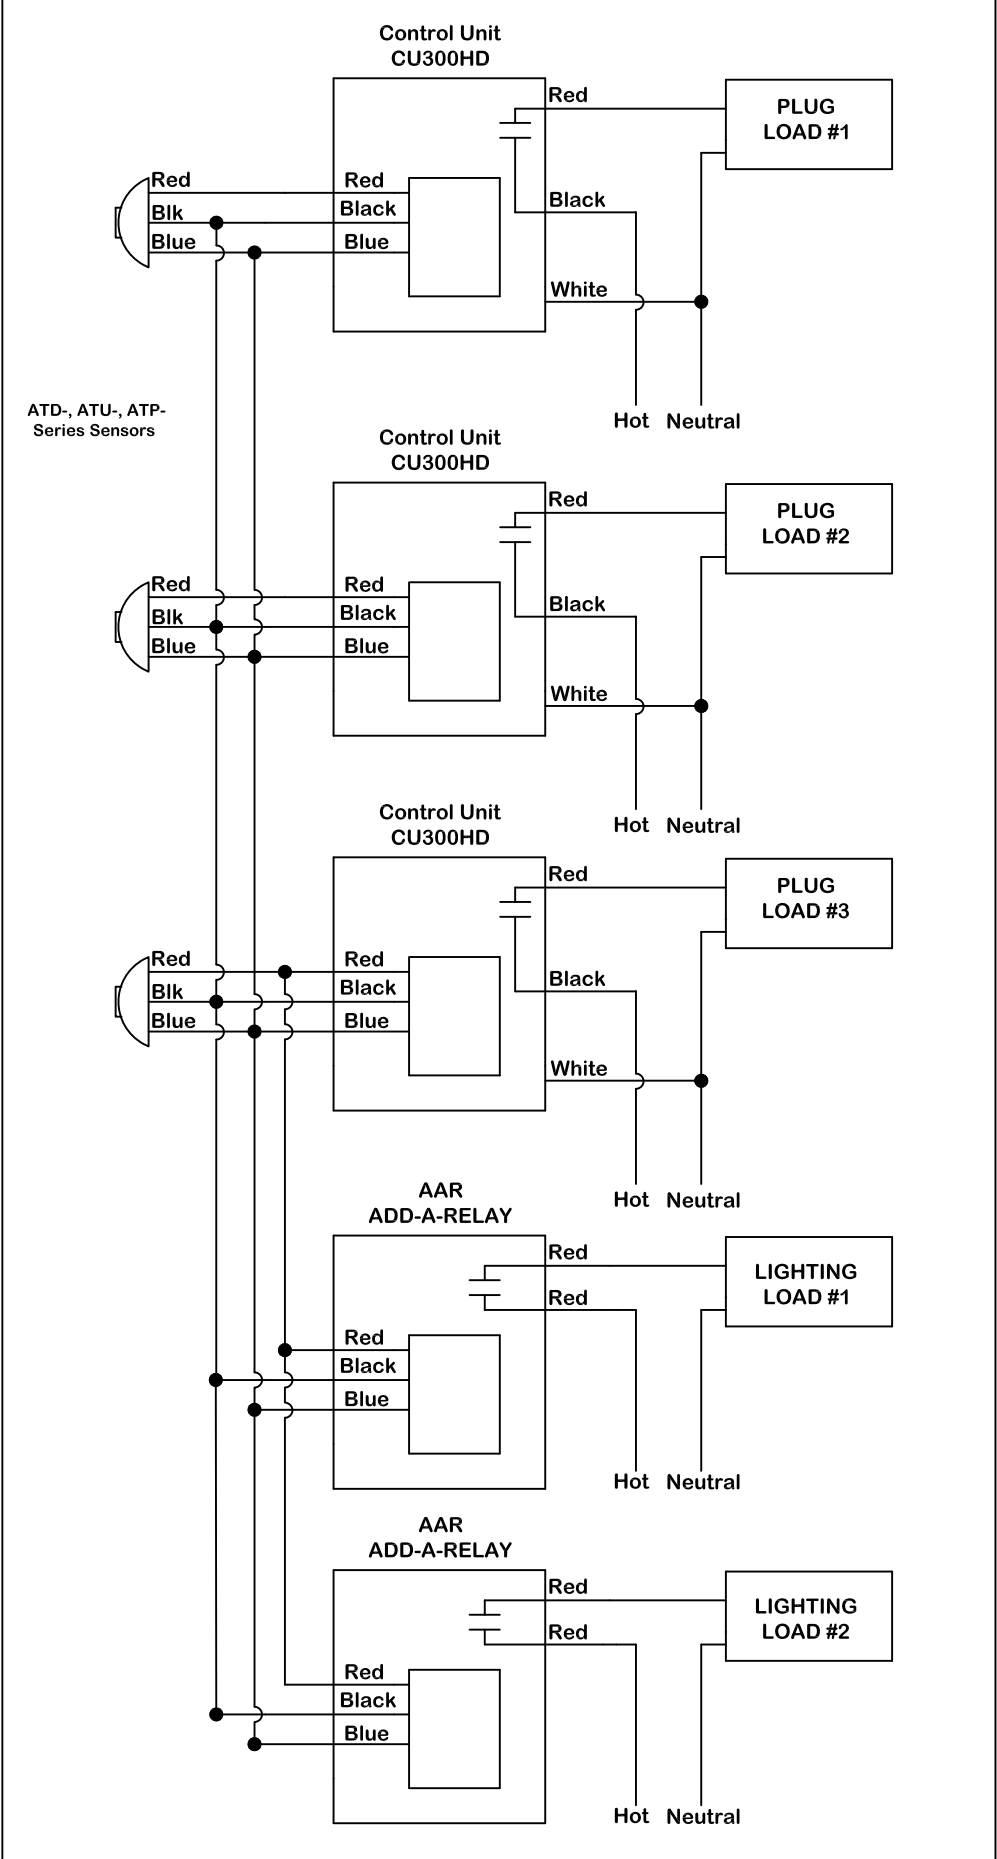 Control Unit
CU300HD
Red
PLUG
LOAD #1
Red
Red
Blk
Black
Black
Blue
Blue
White
Hot
Neutral
ATD-, ATU-, ATP-
Series Sensors
Control Unit
CU300HD
Red
PLUG
LOAD #2
Red
Red
Blk
Black
Black
Blue
Blue
White
Hot
Neutral
Control Unit
CU300HD
Red
PLUG
LOAD #3
Red
Red
Blk
Black
Black
Blue
Blue
White
Hot
Neutral
AAR
ADD-A-RELAY
Red
LIGHTING
LOAD #1
Red
Red
Black
Blue
Hot
Neutral
AAR
ADD-A-RELAY
Red
LIGHTING
LOAD #2
Red
Red
Black
Blue
Hot
Neutral